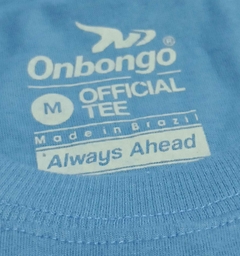 Onbongo®
M OFFICIAL
TEE
Made in Brazil
Always Ahead